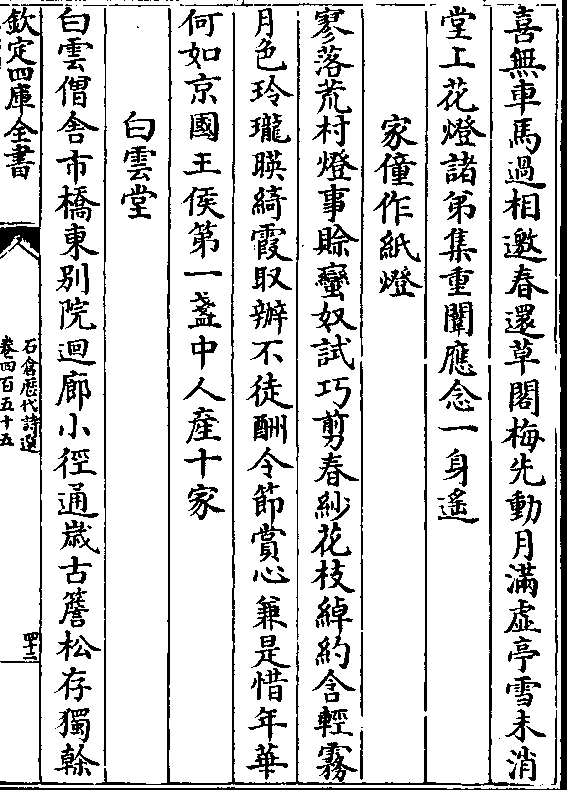 喜無車馬過相邀春還草閣梅先動月滿虛亭雪未消
堂上花燈諸弟集重闈應念一身遙
家僮作紙燈
寥落荒村燈事賖蠻奴試巧剪春紗花枝綽約含輕霧
月色玲瓏暎綺霞取辦不徒酬令節賞心兼是惜年華
何如京國王侯第一盞中人產十家
白雲堂
白雲僧舍市橋東別院迴廊小徑通歲古簷松存獨榦
欽定四庫全書
石倉歷代詩選
卷四百五十五
四十二